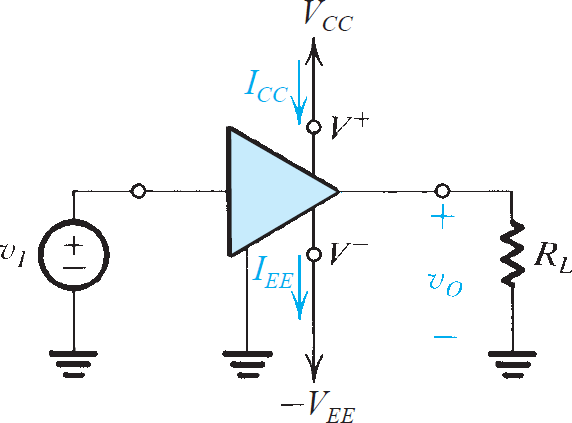 V_CC
I_CC
V^+
+
−
v_I
V^−
I_EE
+
v_O
−
R_L
−V_EE